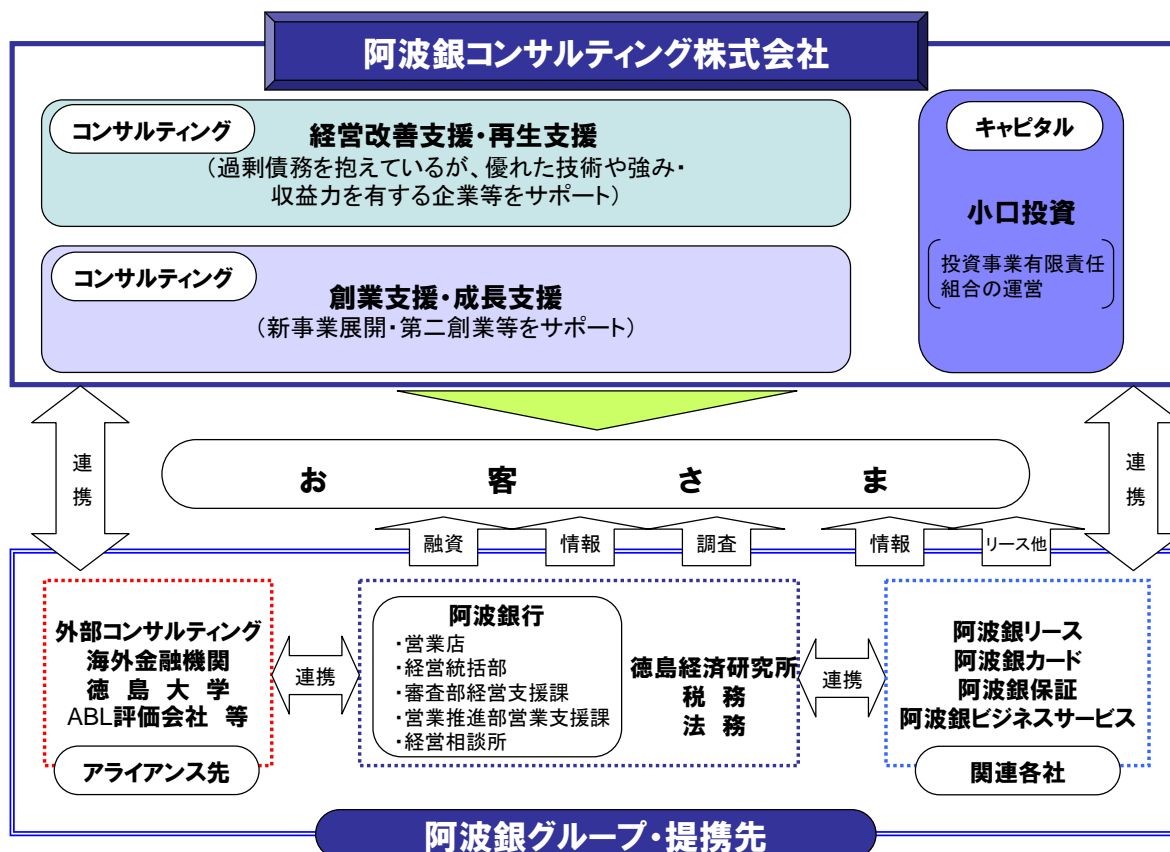 阿波銀コンサルティング株式会社
コンサルティング
経営改善支援・再生支援
（過剰債務を抱えているが、優れた技術や強み・
収益力を有する企業等をサポート）
コンサルティング
創業支援・成長支援
（新事業展開・第二創業等をサポート）
キャピタル
小口投資
投資事業有限責任
組合の運営
連携
連携
お客さま
融資
情報
調査
情報
リース他
外部コンサルティング
海外金融機関
徳島大学
ABL評価会社 等
アライアンス先
連携
阿波銀行
・営業店
・経営統括部
・審査部経営支援課
・営業推進部営業支援課
・経営相談所
徳島経済研究所
税務
法務
連携
阿波銀リース
阿波銀カード
阿波銀保証
阿波銀ビジネスサービス
関連各社
阿波銀グループ・提携先